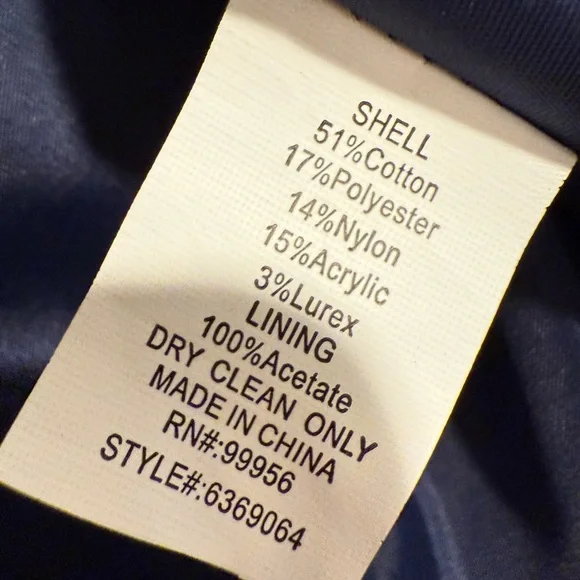 SHELL
51%Cotton
17%Polyester
14%Nylon
15%Acrylic
3%Lurex
LINING
100%Acetate
DRY CLEAN ONLY
MADE IN CHINA
RN#:99956
STYLE#:6369064